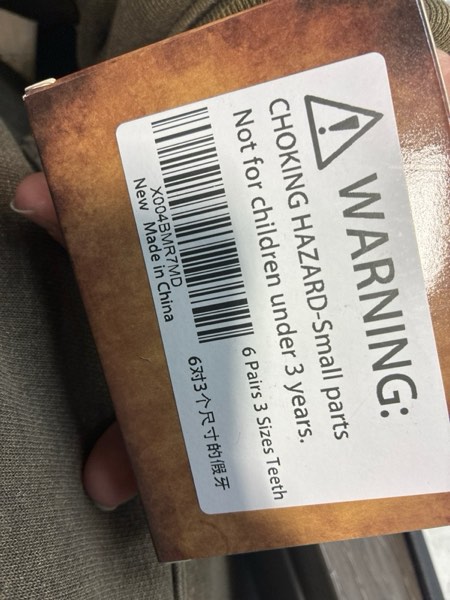 WARNING:
CHOKING HAZARD-Small parts
Not for children under 3 years.
6 Pairs 3 Sizes Teeth
X004BMR7MD
New Made in China
6对3个尺寸的假牙